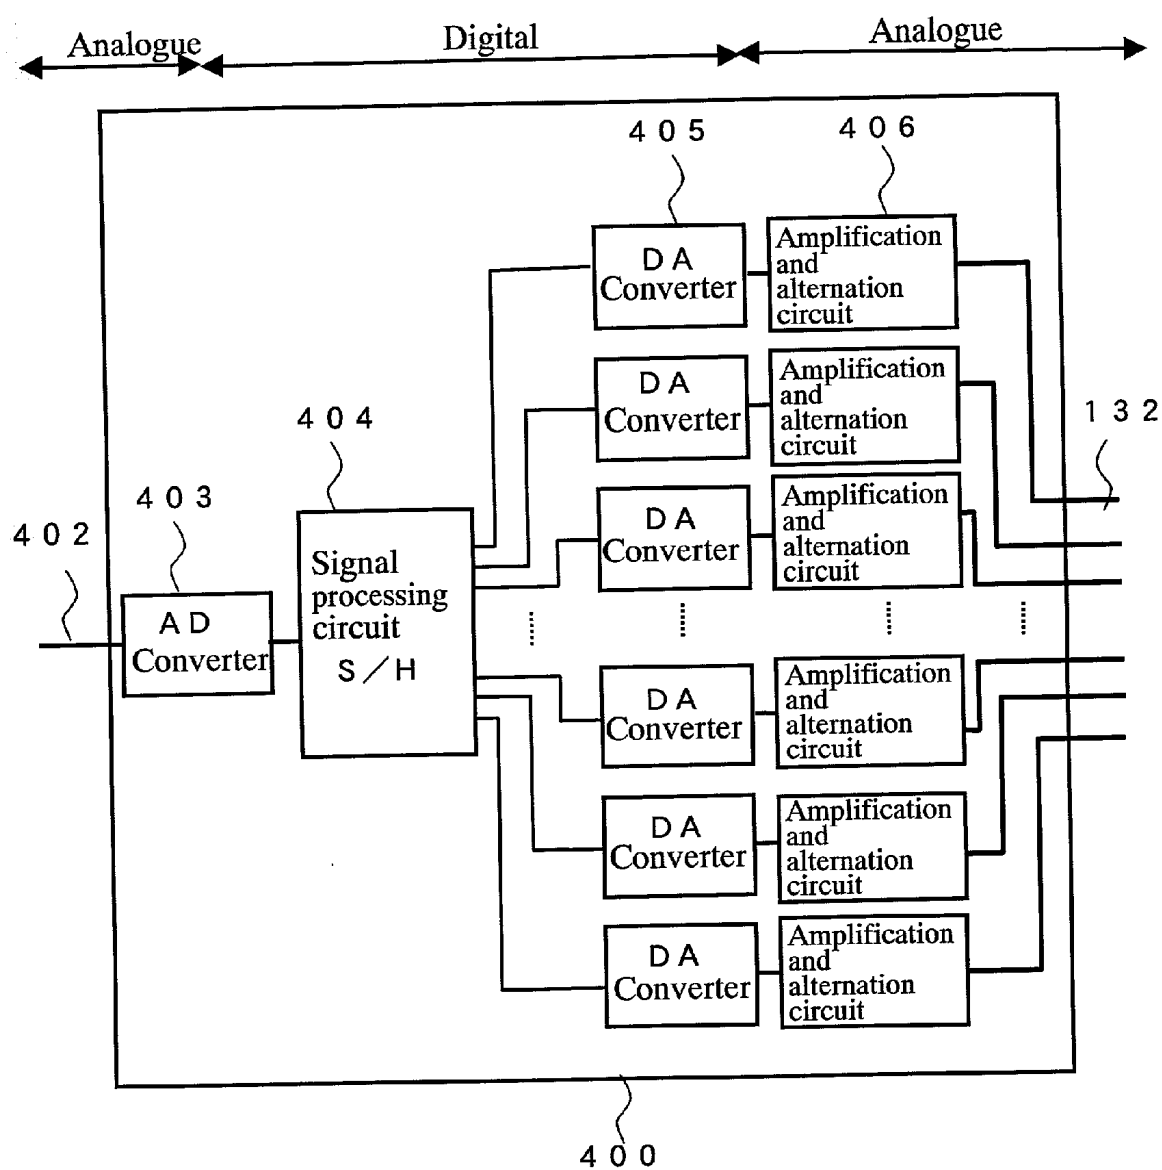 Analogue
Digital
Analogue
405
406
DA
Converter
Amplification
and
alternation
circuit
DA
Converter
Amplification
and
alternation
circuit
132
404
403
402
AD
Converter
Signal
processing
circuit
S/H
DA
Converter
Amplification
and
alternation
circuit
DA
Converter
Amplification
and
alternation
circuit
DA
Converter
Amplification
and
alternation
circuit
DA
Converter
Amplification
and
alternation
circuit
400